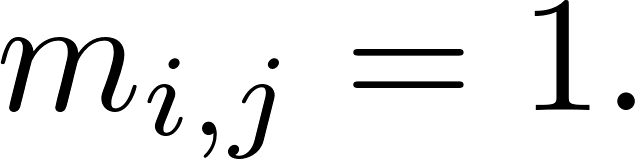 m_{i,j} = 1.